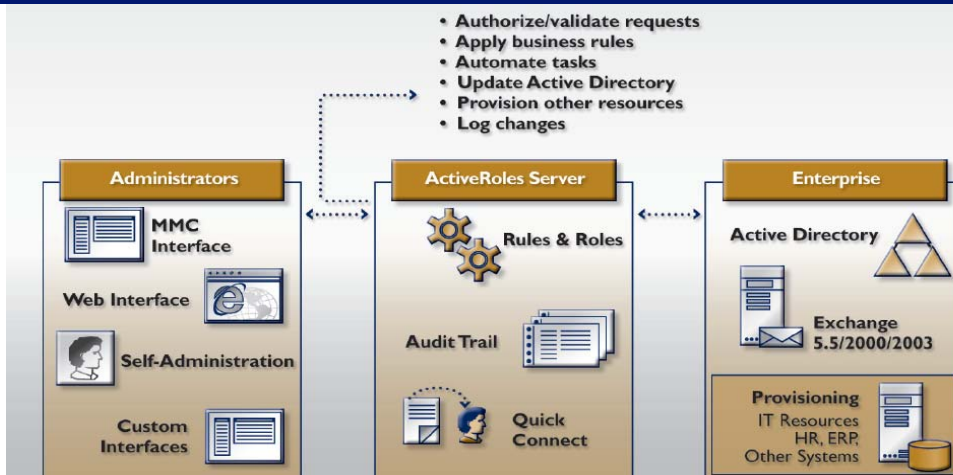 • Authorize/validate requests
• Apply business rules
• Automate tasks
• Update Active Directory
• Provision other resources
• Log changes
Administrators
MMC
Interface
Web Interface
Self-Administration
Custom
Interfaces
ActiveRoles Server
Rules & Roles
Audit Trail
Quick
Connect
Enterprise
Active Directory
Exchange
5.5/2000/2003
Provisioning
IT Resources
HR, ERP,
Other Systems